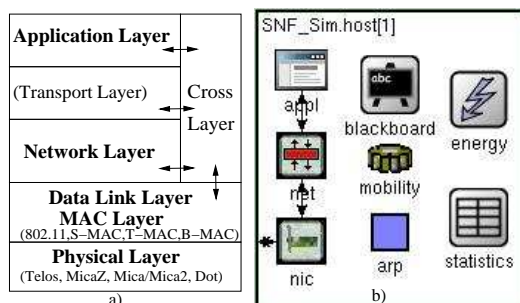 Application Layer
(Transport Layer)
Cross
Layer
Network Layer
Data Link Layer
MAC Layer
(802.11,S−MAC,T−MAC,B−MAC)
Physical Layer
(Telos, MicaZ, Mica/Mica2, Dot)
a)
SNF_Sim.host[1]
appl
abc
blackboard
energy
net
mobility
nic
arp
statistics
b)